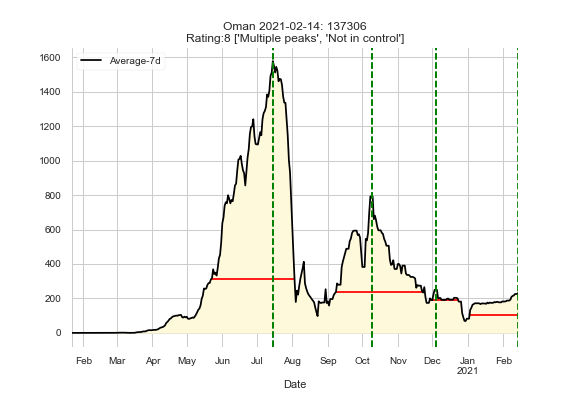 Oman 2021-02-14: 137306
Rating:8 ['Multiple peaks', 'Not in control']
Average-7d
1600
1400
1200
1000
800
600
400
200
0
Feb Mar Apr May Jun Jul Aug Sep Oct Nov Dec Jan Feb
2021
Date